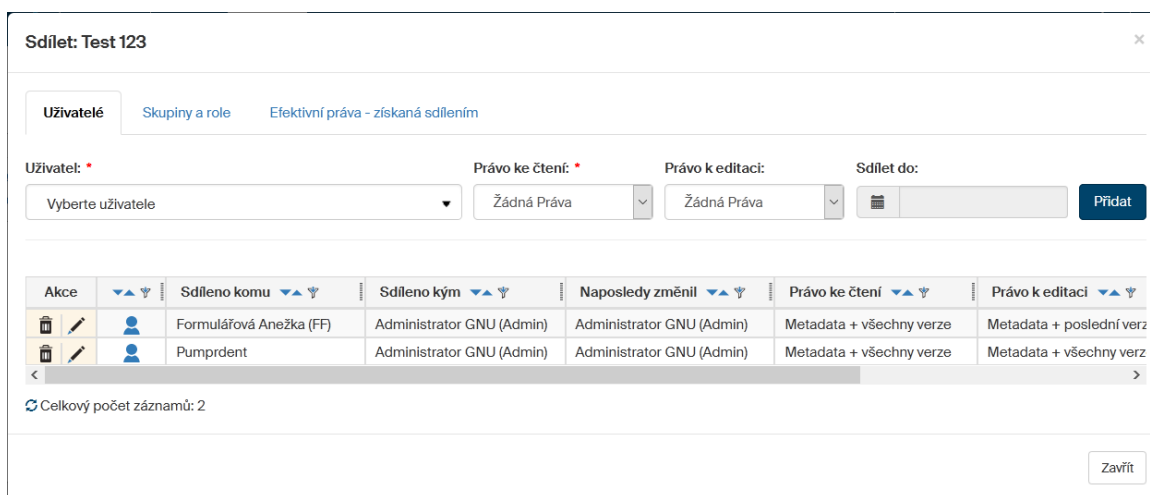 Sdílet: Test 123
×
Uživatelé Skupiny a role Efektivní práva - získaná sdílením
Uživatel: * Právo ke čtení: * Právo k editaci: Sdílet do:
Vyberte uživatele Žádná Práva Žádná Práva Přidat
Akce Sdíleno komu Sdíleno kým Naposledy změnil Právo ke čtení Právo k editaci
Formulářová Anežka (FF) Administrator GNU (Admin) Administrator GNU (Admin) Metadata + všechny verze Metadata + poslední verz
Pumprdent Administrator GNU (Admin) Administrator GNU (Admin) Metadata + všechny verze Metadata + všechny verz
Celkový počet záznamů: 2
Zavřít